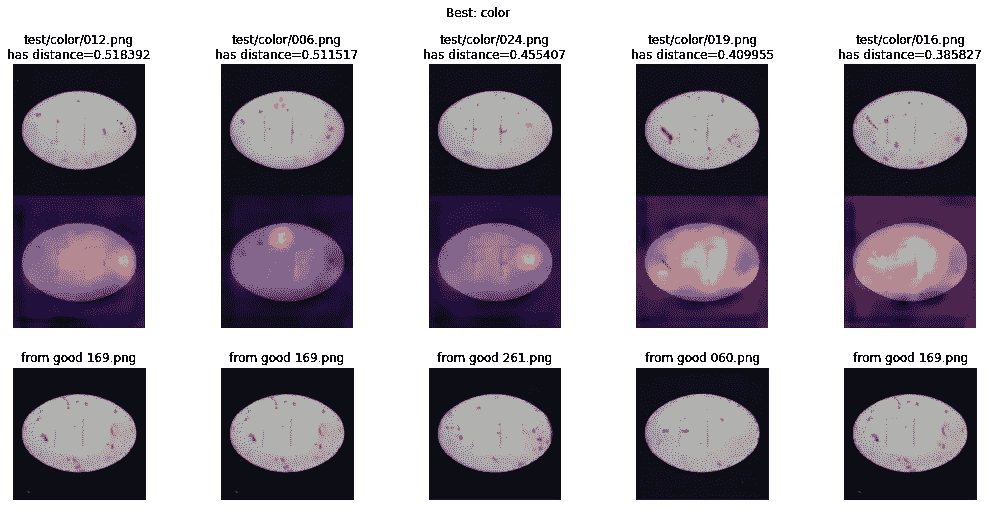 Best: color
test/color/012.png
has distance=0.518392
test/color/006.png
has distance=0.511517
test/color/024.png
has distance=0.455407
test/color/019.png
has distance=0.409955
test/color/016.png
has distance=0.385827
from good 169.png
from good 169.png
from good 261.png
from good 060.png
from good 169.png